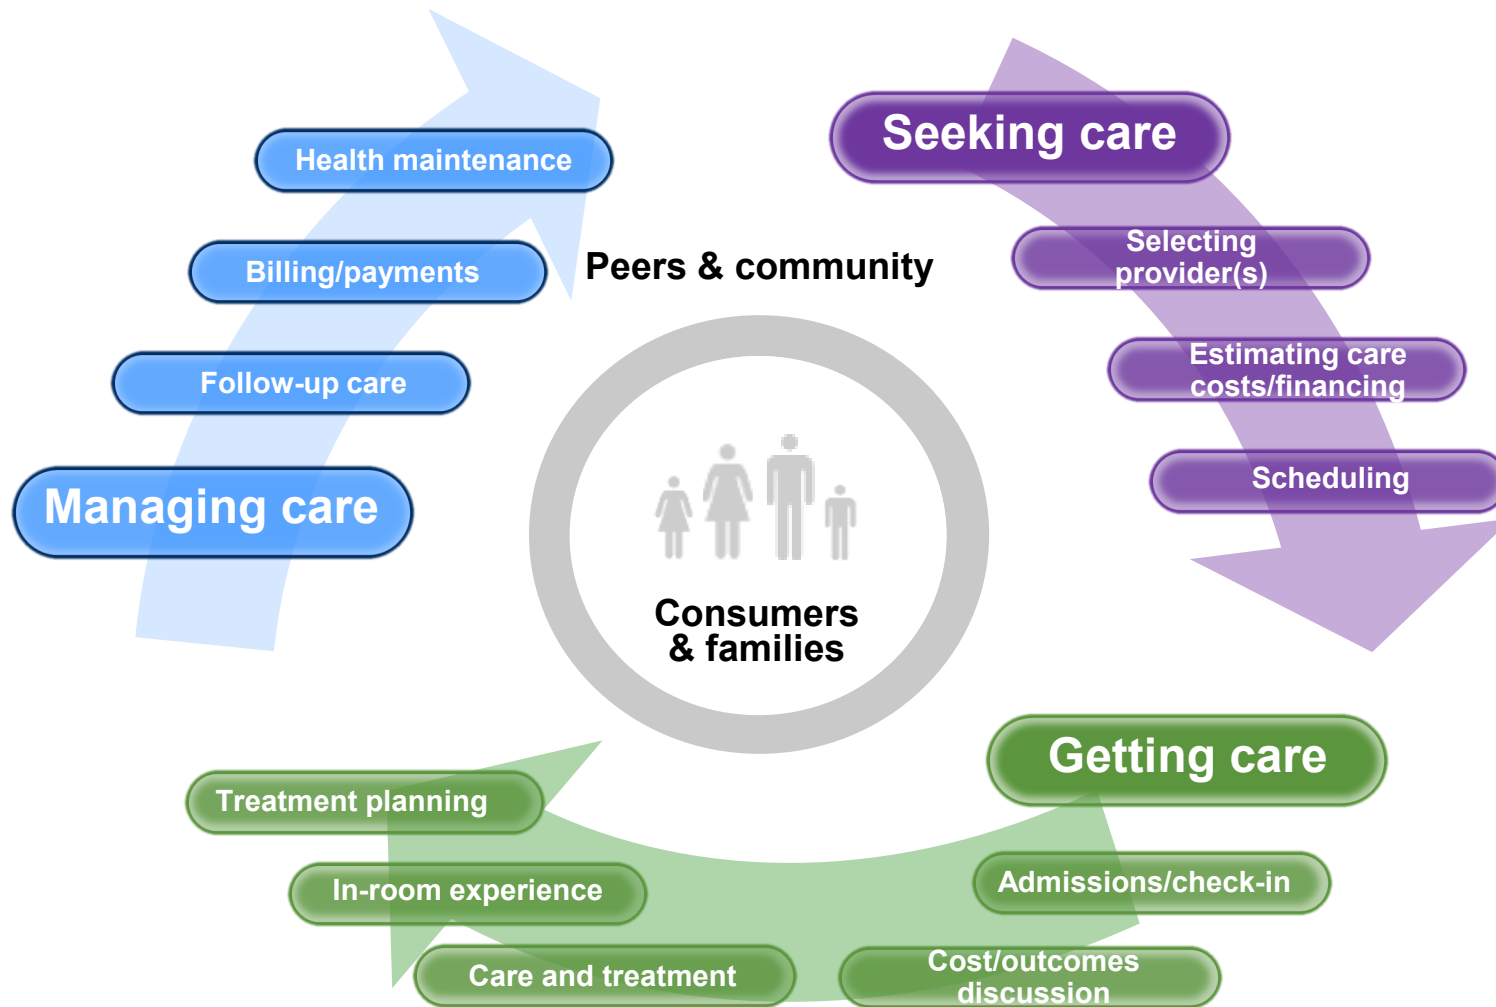 Seeking care
Selecting
provider(s)
Estimating care
costs/financing
Scheduling
Getting care
Admissions/check-in
Cost/outcomes
discussion
Care and treatment
In-room experience
Treatment planning
Managing care
Follow-up care
Billing/payments
Health maintenance
Peers & community
Consumers
& families